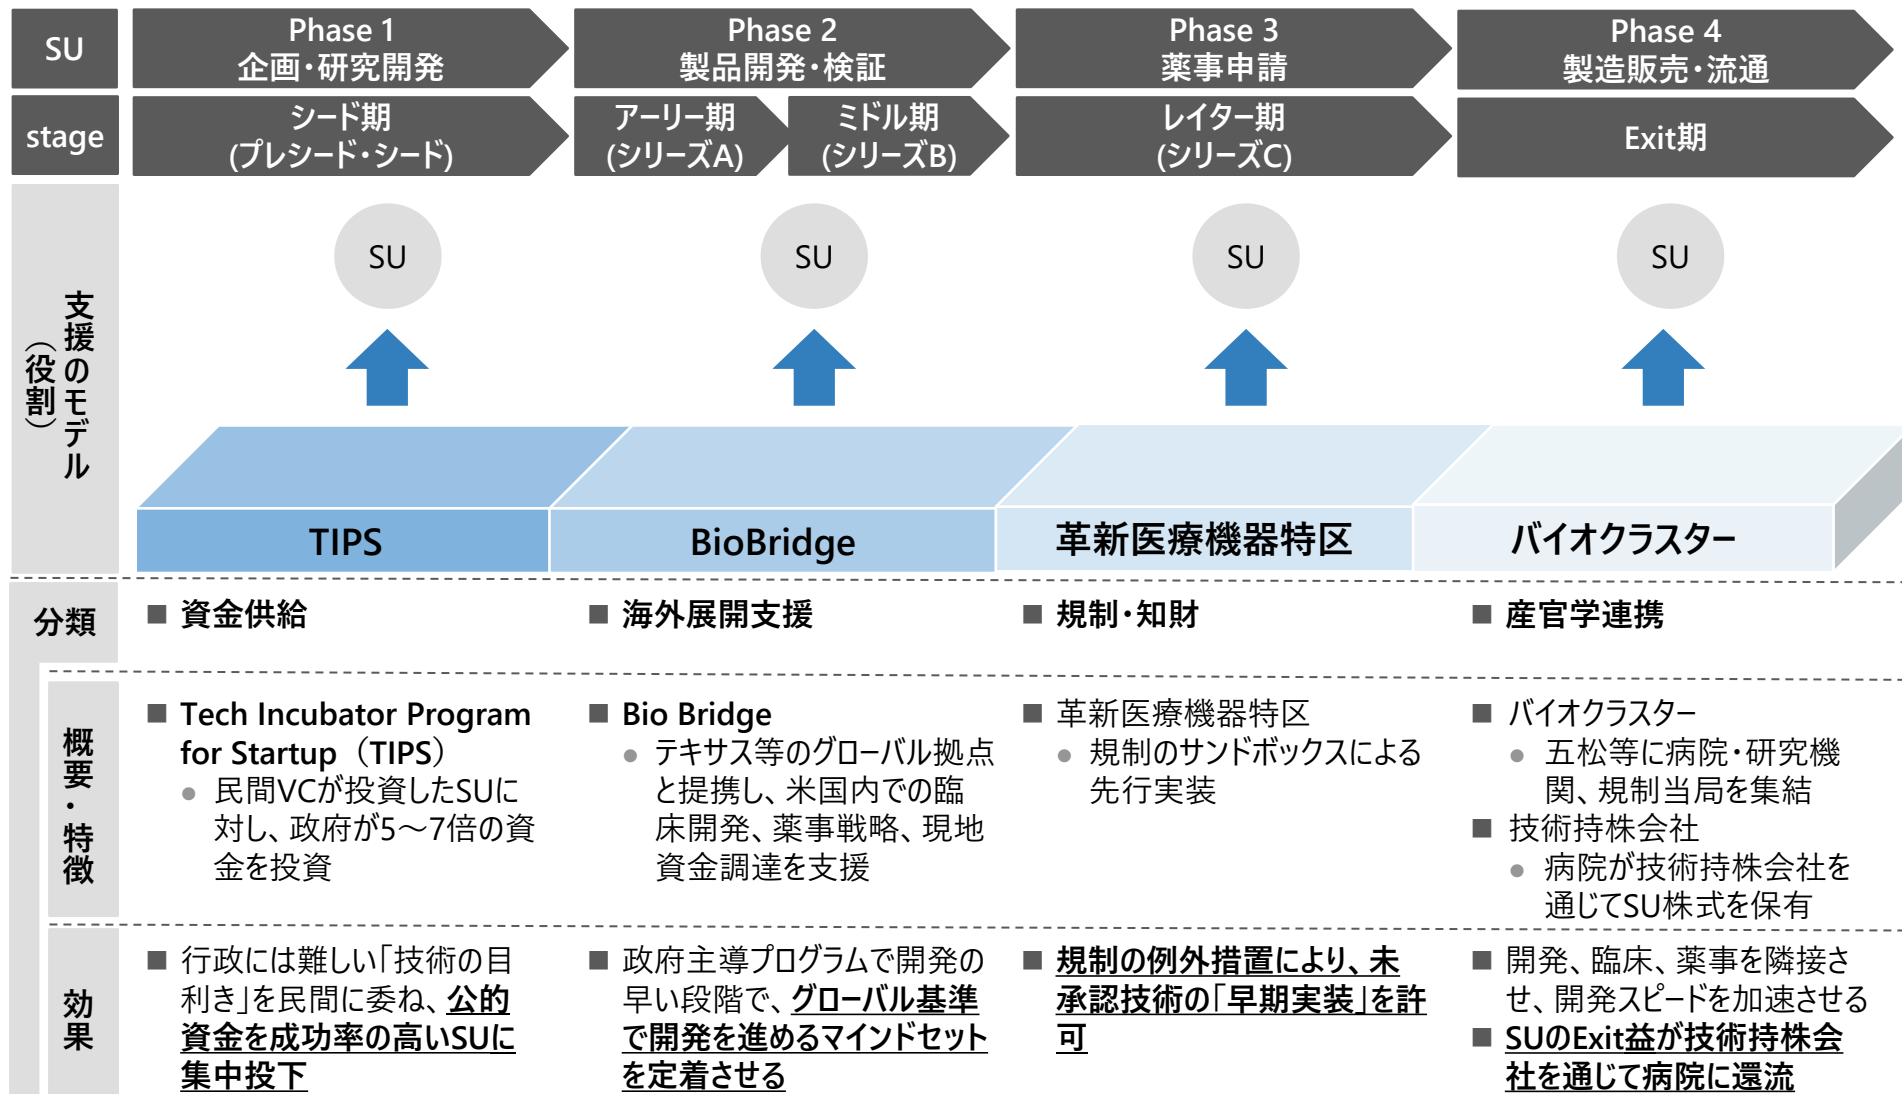 SU
Phase 1
企画・研究開発
Phase 2
製品開発・検証
Phase 3
薬事申請
Phase 4
製造販売・流通
stage
シード期
(プレシード・シード)
アーリー期
(シリーズA)
ミドル期
(シリーズB)
レイター期
(シリーズC)
Exit期
支援のモデル
（役割）
SU
SU
SU
SU
TIPS
BioBridge
革新医療機器特区
バイオクラスター
分類
■ 資金供給
■ 海外展開支援
■ 規制・知財
■ 産官学連携
概要・特徴
■ Tech Incubator Program
for Startup（TIPS）
● 民間VCが投資したSUに
対し、政府が5～7倍の資
金を投資
■ Bio Bridge
● テキサス等のグローバル拠点
と提携し、米国内での臨
床開発、薬事戦略、現地
資金調達を支援
■ 革新医療機器特区
● 規制のサンドボックスによる
先行実装
■ バイオクラスター
● 五松等に病院・研究機
関、規制当局を集結
■ 技術持株会社
● 病院が技術持株会社を
通じてSU株式を保有
効果
■ 行政には難しい「技術の目
利き」を民間に委ね、公的
資金を成功率の高いSUに
集中投下
■ 政府主導プログラムで開発の
早い段階で、グローバル基準
で開発を進めるマインドセット
を定着させる
■ 規制の例外措置により、未
承認技術の「早期実装」を許
可
■ 開発、臨床、薬事を隣接さ
せ、開発スピードを加速させる
■ SUのExit益が技術持株会
社を通じて病院に還流